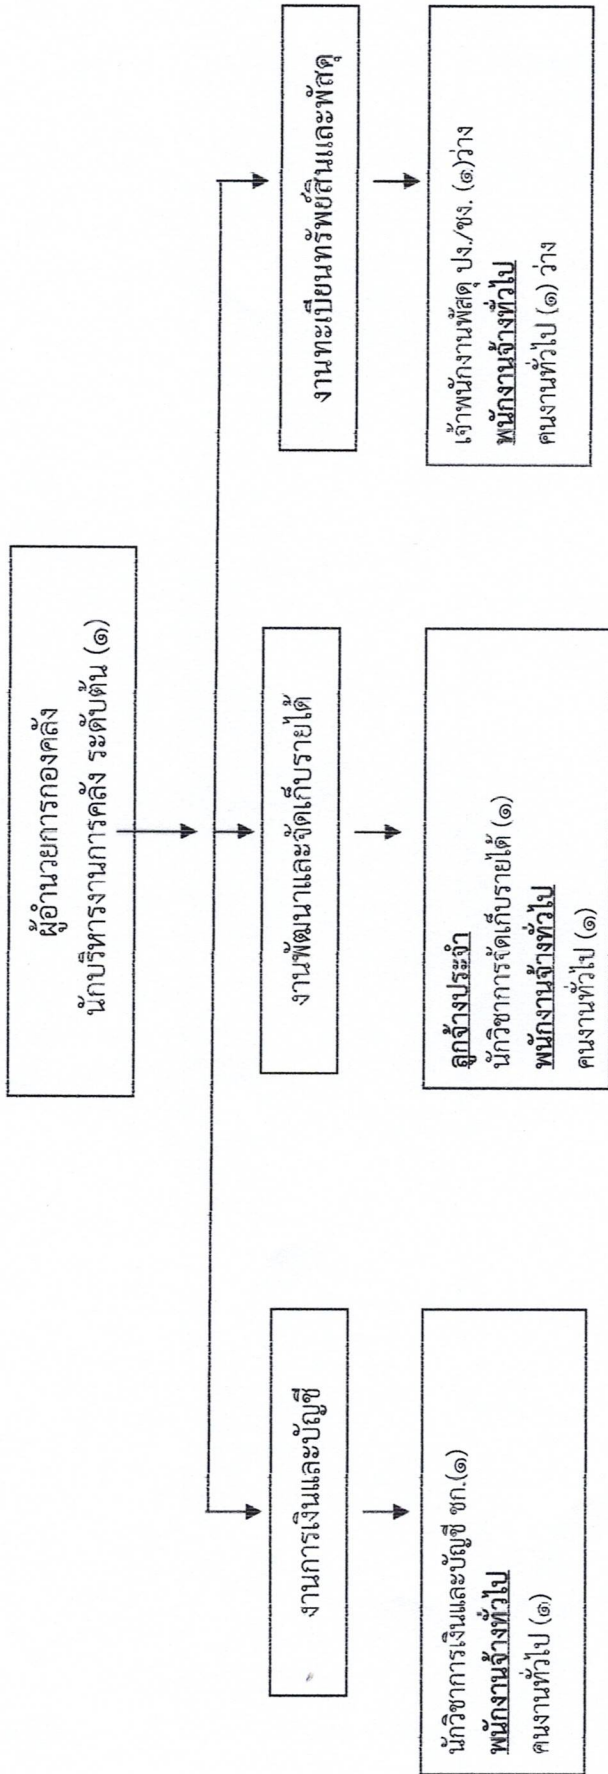 ผู้อำนวยการกองคลัง
นักบริหารงานการคลัง ระดับต้น (๑)
งานการเงินและบัญชี
นักวิชาการเงินและบัญชี ชก.(๑)
พนักงานจ้างทั่วไป
คนงานทั่วไป (๑)
งานพัฒนาและจัดเก็บรายได้
ลูกจ้างประจำ
นักวิชาการจัดเก็บรายได้ (๑)
พนักงานจ้างทั่วไป
คนงานทั่วไป (๑)
งานทะเบียนทรัพย์สินและพัสดุ
เจ้าพนักงานพัสดุ ปง./ชง. (๑)ว่าง
พนักงานจ้างทั่วไป
คนงานทั่วไป (๑) ว่าง